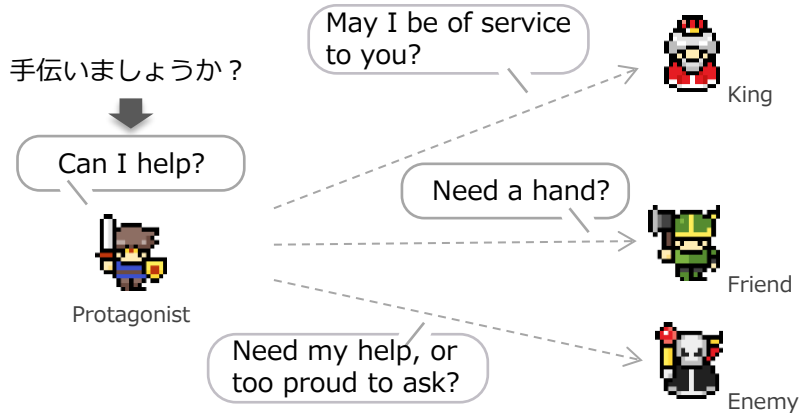 May I be of service
to you?
King
手伝いましょうか？
Can I help?
Need a hand?
Friend
Protagonist
Need my help, or
too proud to ask?
Enemy